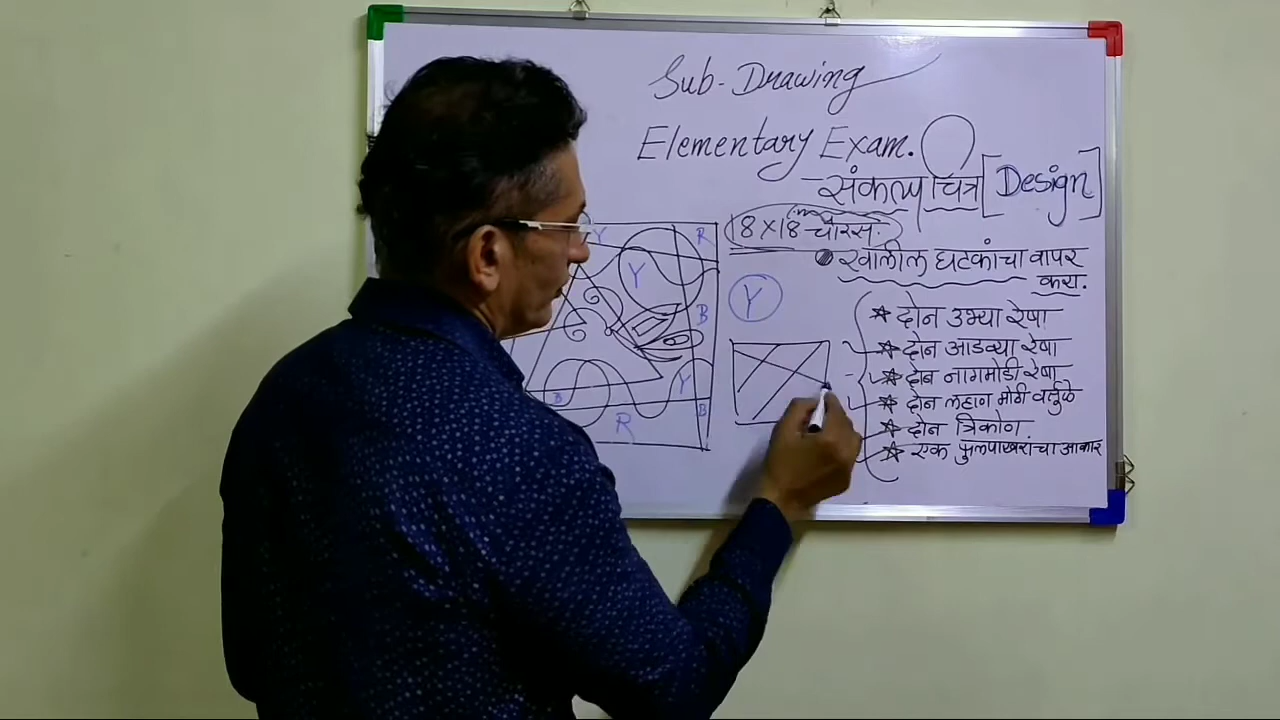 Sub- Drawing
Elementary Exam.
संकल्प चित्र [Design]
18 X 18 चौरस.
खालील घटकांचा वापर
करा.
★ दोन उभ्या रेषा
★ दोन आडव्या रेषा
★ दोन नागमोडी रेषा
★ दोन लहान मोठी वर्तुळे
★ दोन त्रिकोण
★ एक फुलपाखरांचा आकार
Y
Y
R
Y
B
B
Y
B
R